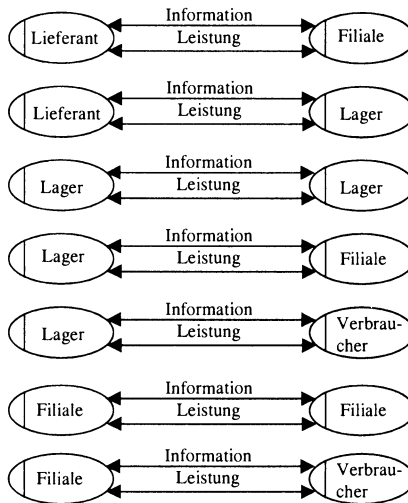 Information
Lieferant Leistung Filiale
Information
Lieferant Leistung Lager
Information
Lager Leistung Lager
Information
Lager Leistung Filiale
Information
Lager Leistung Verbrau-
cher
Information
Filiale Leistung Filiale
Information
Filiale Leistung Verbrau-
cher